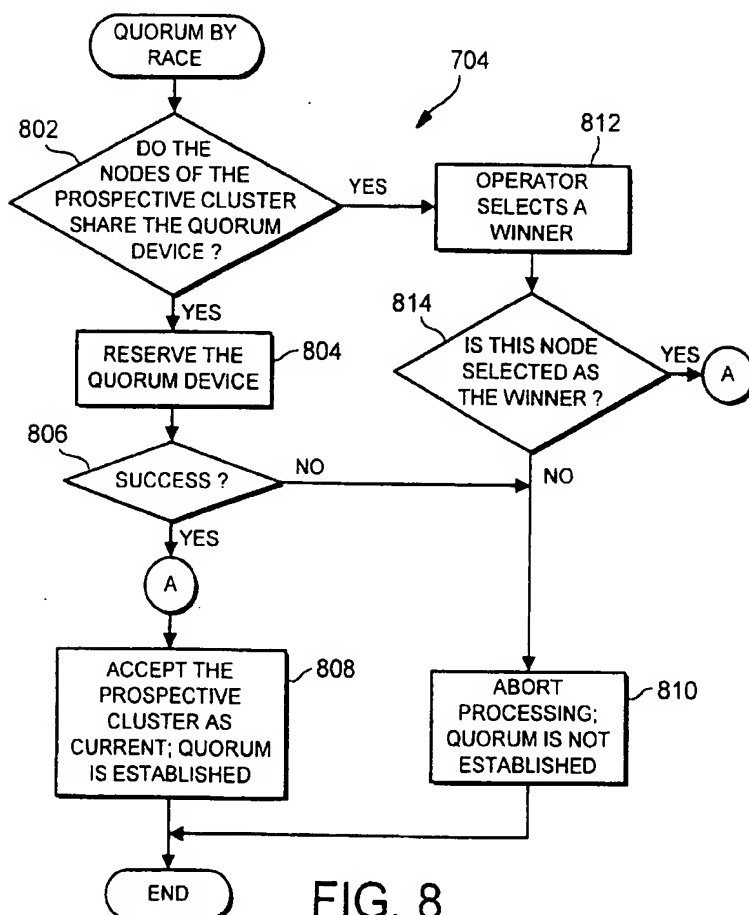 QUORUM BY
RACE
704
802
DO THE
NODES OF THE
PROSPECTIVE CLUSTER
SHARE THE QUORUM
DEVICE ?
YES
812
OPERATOR
SELECTS A
WINNER
YES
804
RESERVE THE
QUORUM DEVICE
814
IS THIS NODE
SELECTED AS
THE WINNER ?
YES
A
806
SUCCESS ?
NO
NO
YES
A
ACCEPT THE
PROSPECTIVE
CLUSTER AS
CURRENT; QUORUM
IS ESTABLISHED
808
ABORT
PROCESSING;
QUORUM IS NOT
ESTABLISHED
810
END
FIG. 8